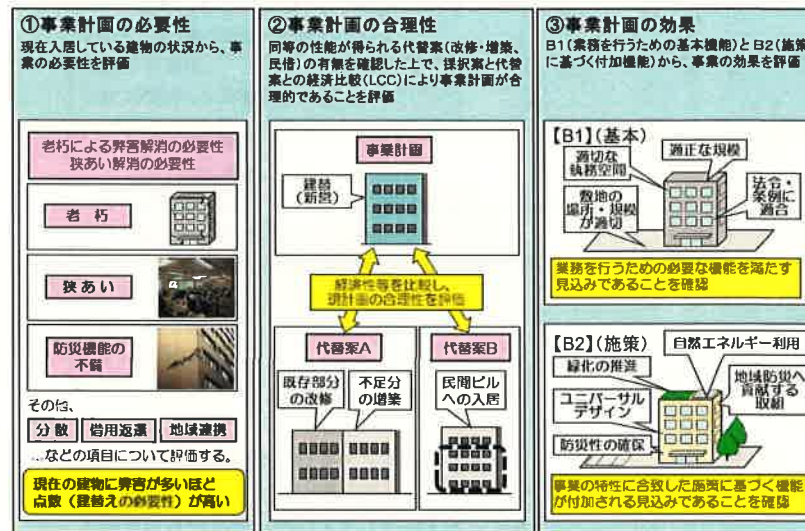 ①事業計画の必要性
現在入居している建物の状況から、事
業の必要性を評価
老朽による弊害解消の必要性
狭あい解消の必要性
老 朽
狭あい
防災機能の
不備
その他、
分 散
借用返還
地域連携
…などの項目について評価する。
現在の建物に弊害が多いほど
点数（建替えの必要性）が高い
②事業計画の合理性
同等の性能が得られる代替案（改修・増築、
民借）の有無を確認した上で、採択案と代替
案との経済比較（LCC）により事業計画が合
理的であることを評価
事業計画
建替
（新営）
経済性等を比較し、
現計画の合理性を評価
代替案A
既存部分
の改修
不足分
の増築
代替案B
民間ビル
への入居
③事業計画の効果
B1（業務を行うための基本機能）とB2（施策
に基づく付加機能）から、事業の効果を評価
【B1】（基本）
適切な
執務空間
適正な規模
敷地の
場所・規模
が適切
法令・
条例に
適合
業務を行うための必要な機能を満たす
見込みであることを確認
【B2】（施策）
自然エネルギー利用
緑化の推進
ユニバーサル
デザイン
地域防災へ
貢献する
取組
防災性の確保
事業の特性に合致した施策に基づく機能
が付加される見込みであることを確認